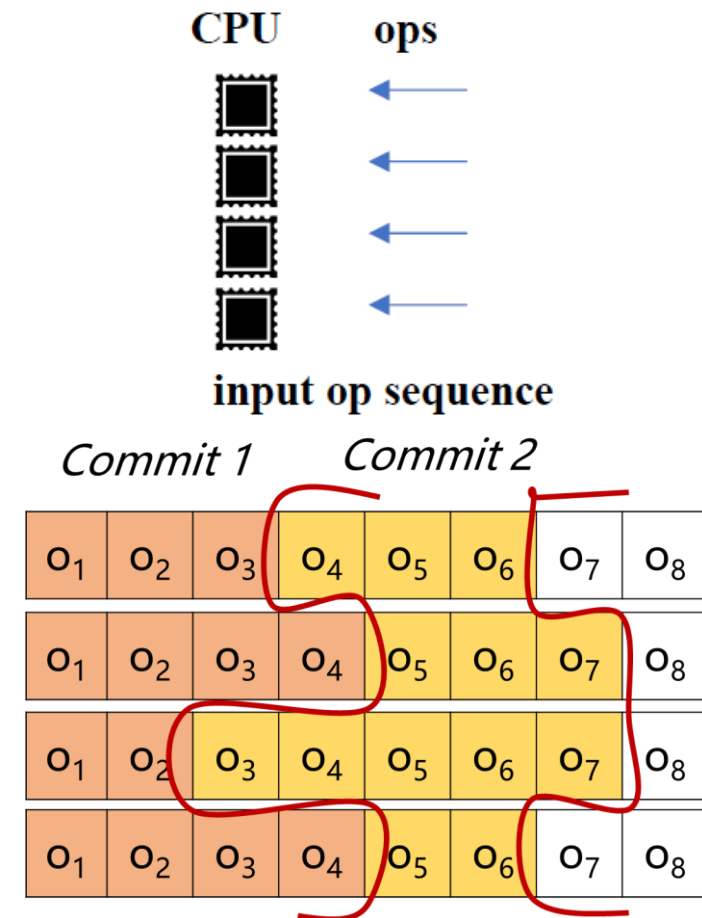 CPU ops
input op sequence
Commit 1 Commit 2
o₁ o₂ o₃ o₄ o₅ o₆ o₇ o₈
o₁ o₂ o₃ o₄ o₅ o₆ o₇ o₈
o₁ o₂ o₃ o₄ o₅ o₆ o₇ o₈
o₁ o₂ o₃ o₄ o₅ o₆ o₇ o₈